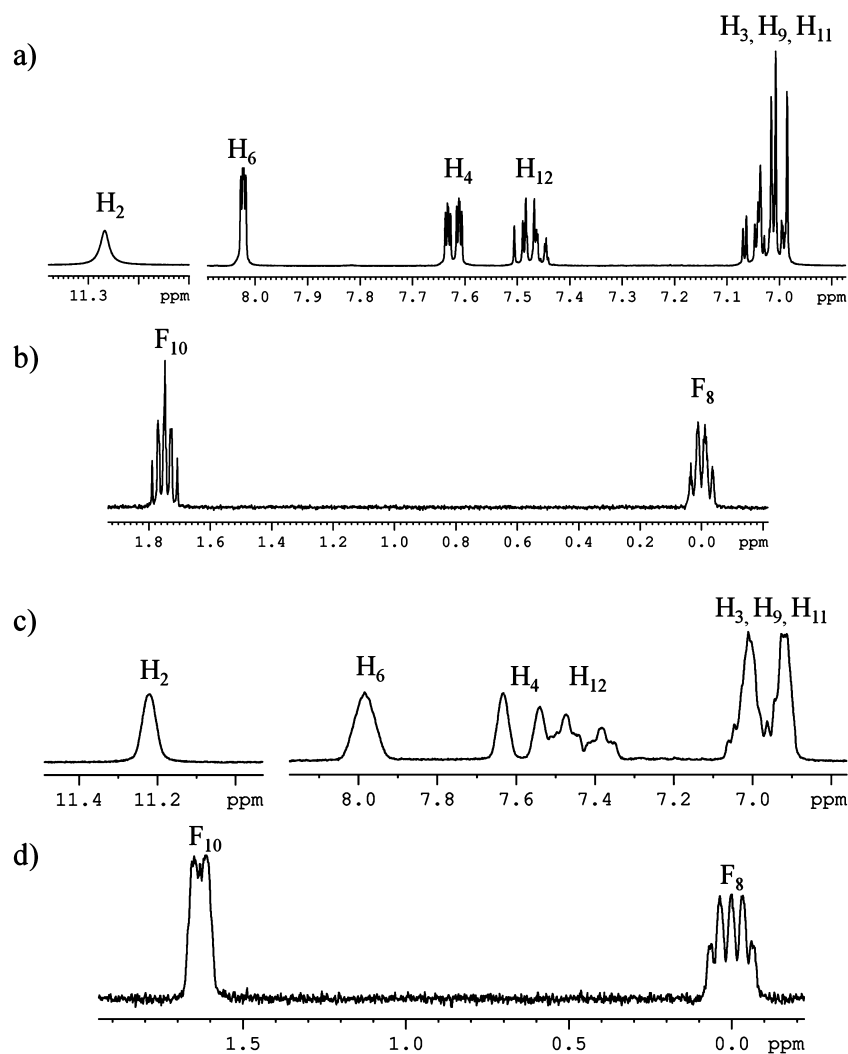 a)
H2
H6
H4
H12
H3, H9, H11
11.3 ppm
8.0 7.9 7.8 7.7 7.6 7.5 7.4 7.3 7.2 7.1 7.0 ppm
b)
F10
F8
1.8 1.6 1.4 1.2 1.0 0.8 0.6 0.4 0.2 0.0 ppm
c)
H2
H6
H4
H12
H3, H9, H11
11.4 11.2 ppm
8.0 7.8 7.6 7.4 7.2 7.0 ppm
d)
F10
F8
1.5 1.0 0.5 0.0 ppm